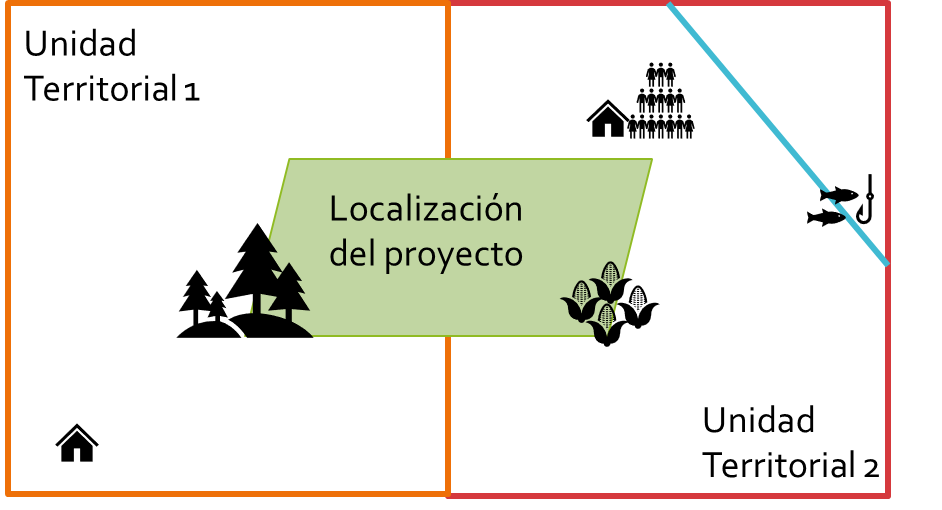 Unidad
Territorial 1
Localización
del proyecto
Unidad
Territorial 2